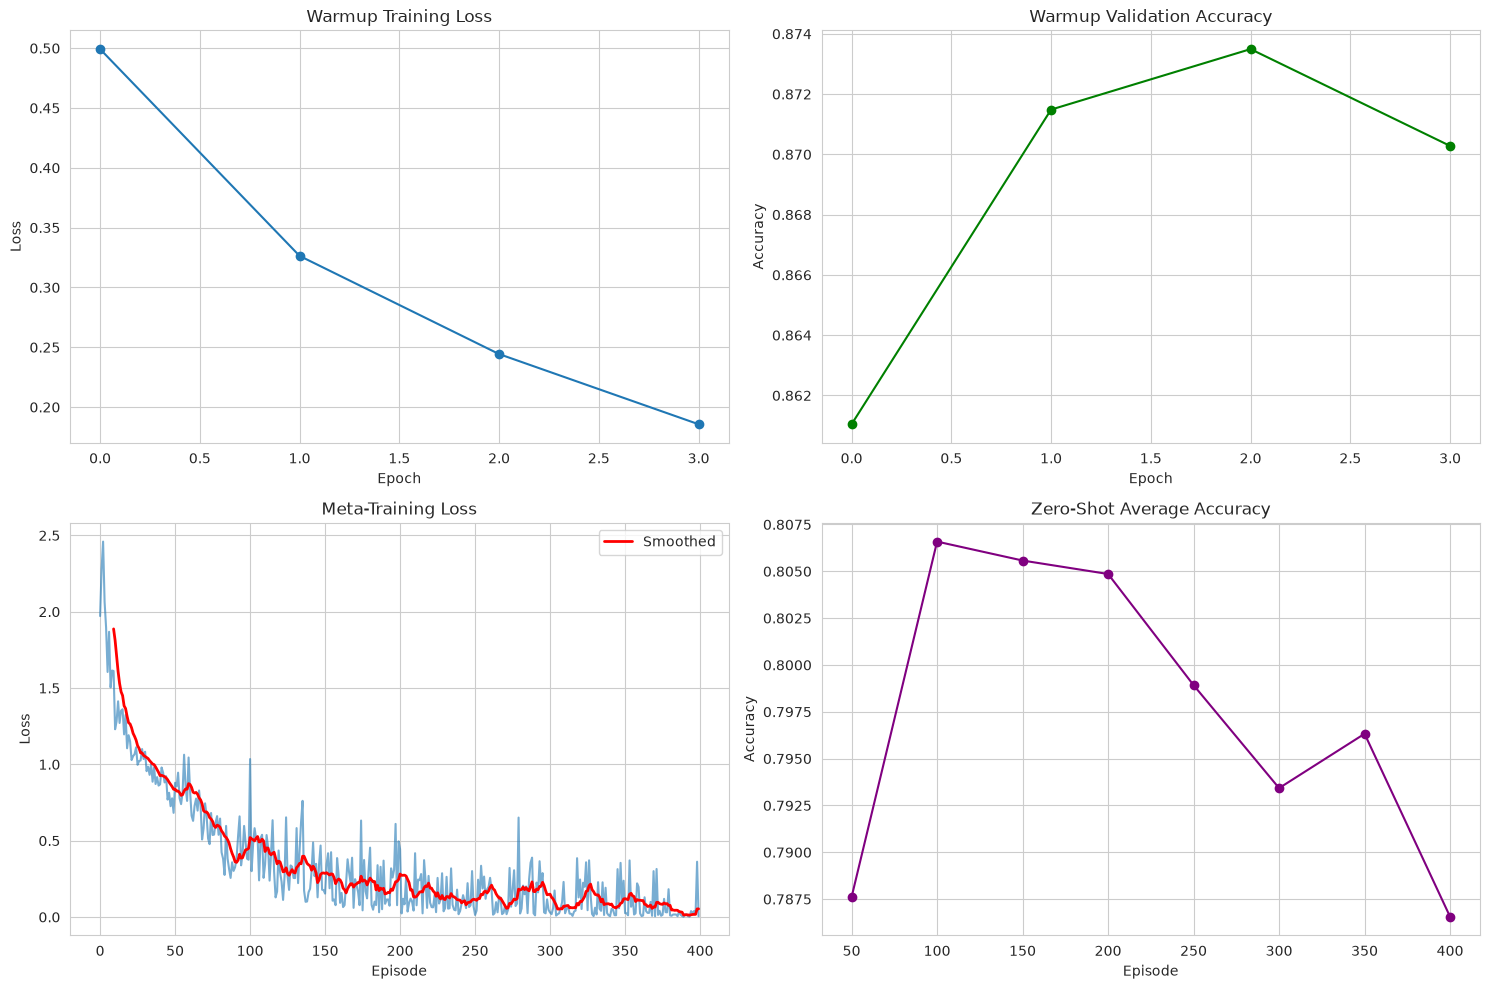 Warmup Training Loss
0.50
0.45
0.40
0.35
0.30
0.25
0.20
Loss
0.0 0.5 1.0 1.5 2.0 2.5 3.0
Epoch
Warmup Validation Accuracy
0.874
0.872
0.870
0.868
0.866
0.864
0.862
Accuracy
0.0 0.5 1.0 1.5 2.0 2.5 3.0
Epoch
Meta-Training Loss
Smoothed
2.5
2.0
1.5
1.0
0.5
0.0
Loss
0 50 100 150 200 250 300 350 400
Episode
Zero-Shot Average Accuracy
0.8075
0.8050
0.8025
0.8000
0.7975
0.7950
0.7925
0.7900
0.7875
Accuracy
50 100 150 200 250 300 350 400
Episode